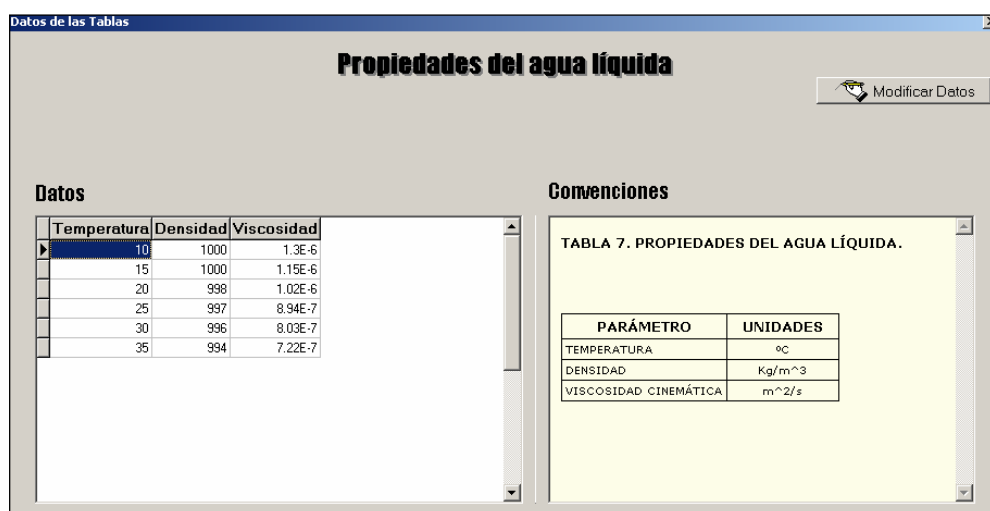 Datos de las Tablas
Propiedades del agua líquida
Modificar Datos
Datos
Convenciones
Temperatura Densidad Viscosidad
10 1000 1.3E-6
15 1000 1.15E-6
20 998 1.02E-6
25 997 8.94E-7
30 996 8.03E-7
35 994 7.22E-7
TABLA 7. PROPIEDADES DEL AGUA LÍQUIDA.
PARÁMETRO UNIDADES
TEMPERATURA ºC
DENSIDAD Kg/m^3
VISCOSIDAD CINEMÁTICA m^2/s